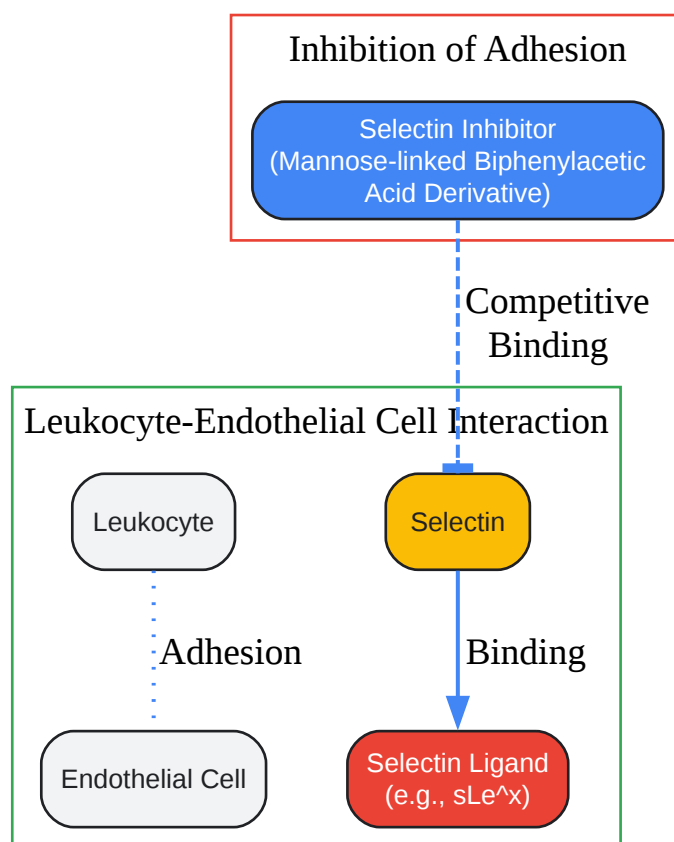 Inhibition of Adhesion
Selectin Inhibitor
(Mannose-linked Biphenylacetic
Acid Derivative)
Competitive
Binding
Leukocyte-Endothelial Cell Interaction
Leukocyte
Selectin
Adhesion
Binding
Endothelial Cell
Selectin Ligand
(e.g., sLe^x)